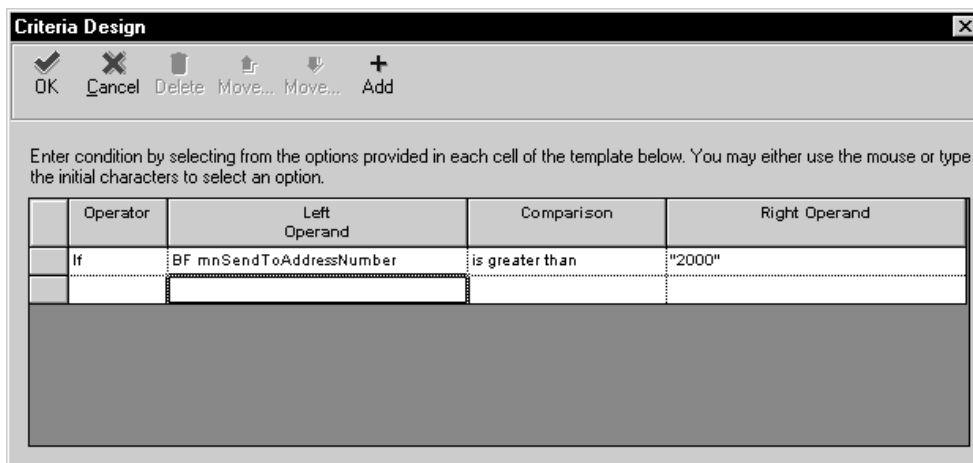 Criteria Design
OK Cancel Delete Move... Move... Add
Enter condition by selecting from the options provided in each cell of the template below. You may either use the mouse or type
the initial characters to select an option.
Operator Left Operand Comparison Right Operand
If BF mnSendToAddressNumber is greater than "2000"